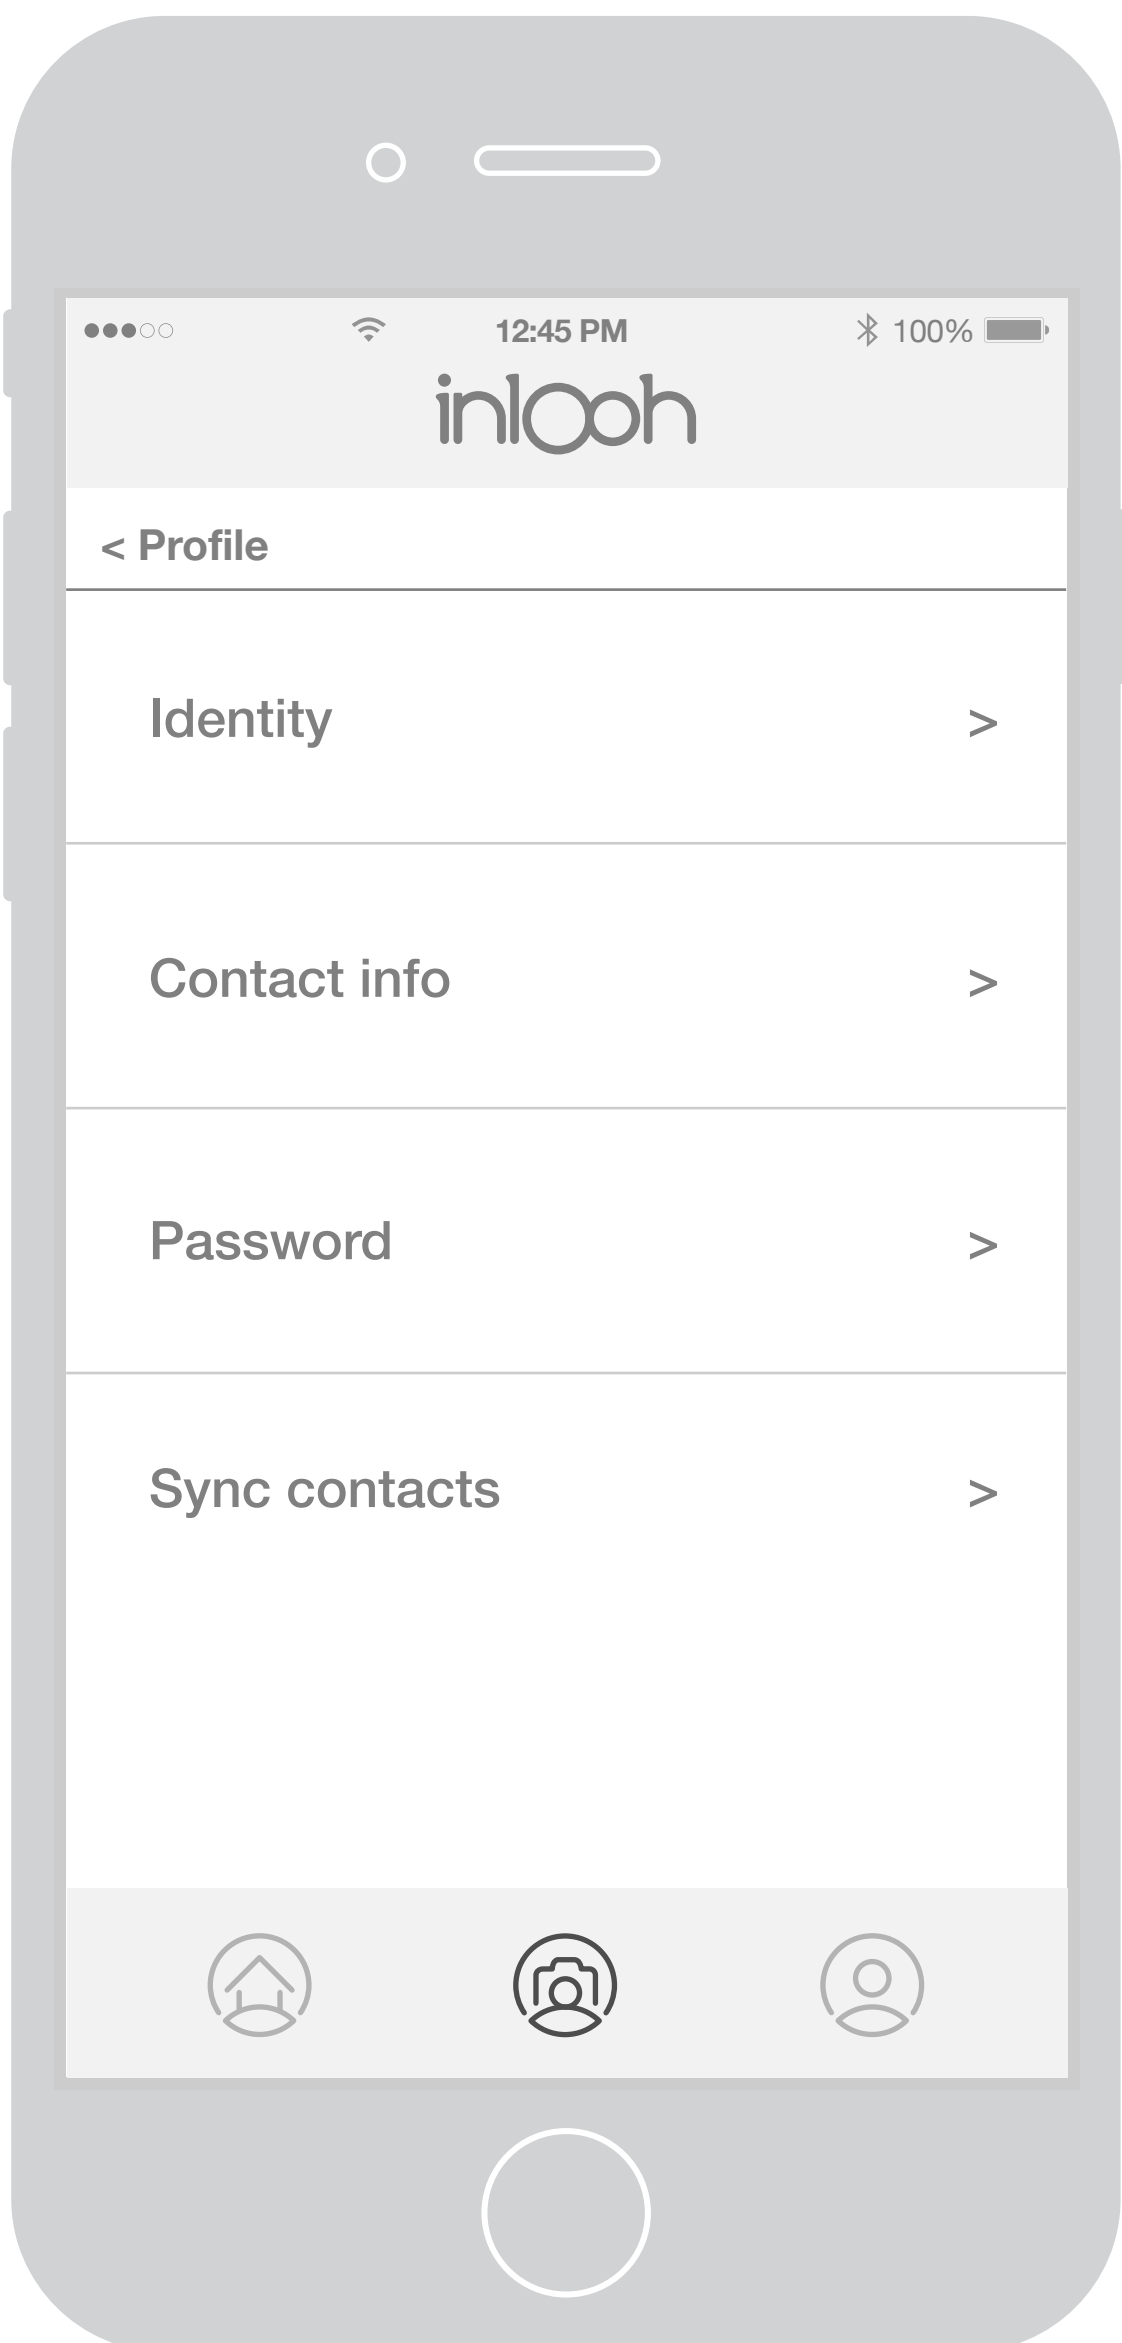 12:45 PM 100%
inlooh
< Profile
Identity >
Contact info >
Password >
Sync contacts >